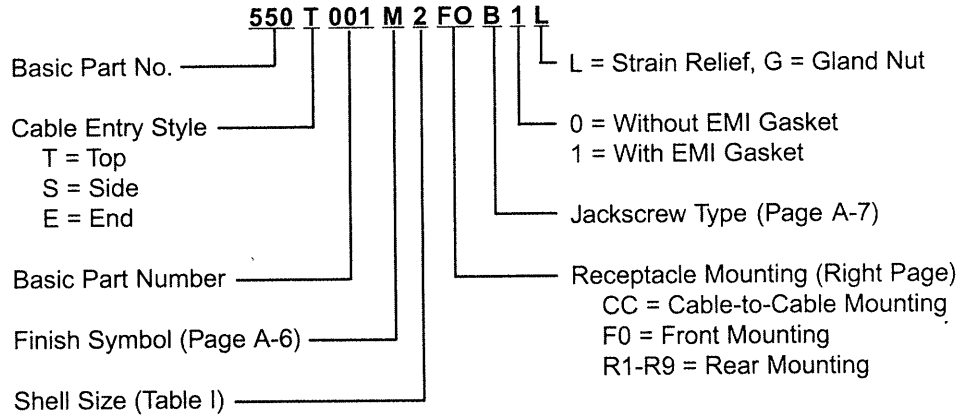 550 T 001 M 2 FO B 1 L
Basic Part No.
Cable Entry Style
T = Top
S = Side
E = End
Basic Part Number
Finish Symbol (Page A-6)
Shell Size (Table I)
L = Strain Relief, G = Gland Nut
0 = Without EMI Gasket
1 = With EMI Gasket
Jackscrew Type (Page A-7)
Receptacle Mounting (Right Page)
CC = Cable-to-Cable Mounting
F0 = Front Mounting
R1-R9 = Rear Mounting